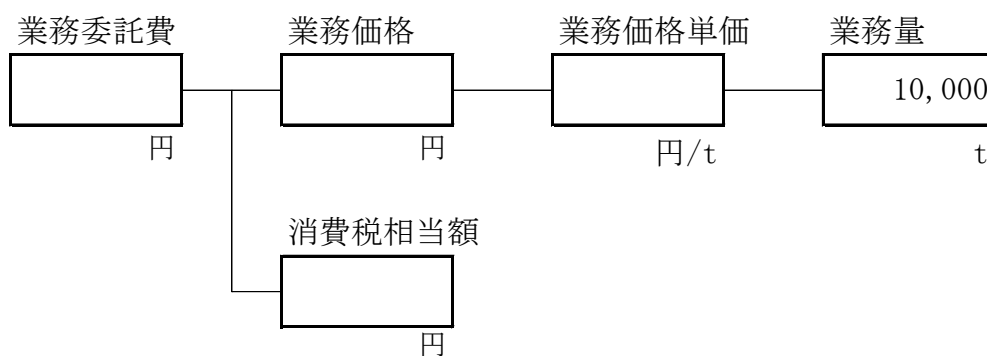 業務委託費 業務価格 業務価格単価 業務量
10,000
円 円 円/t t
消費税相当額
円